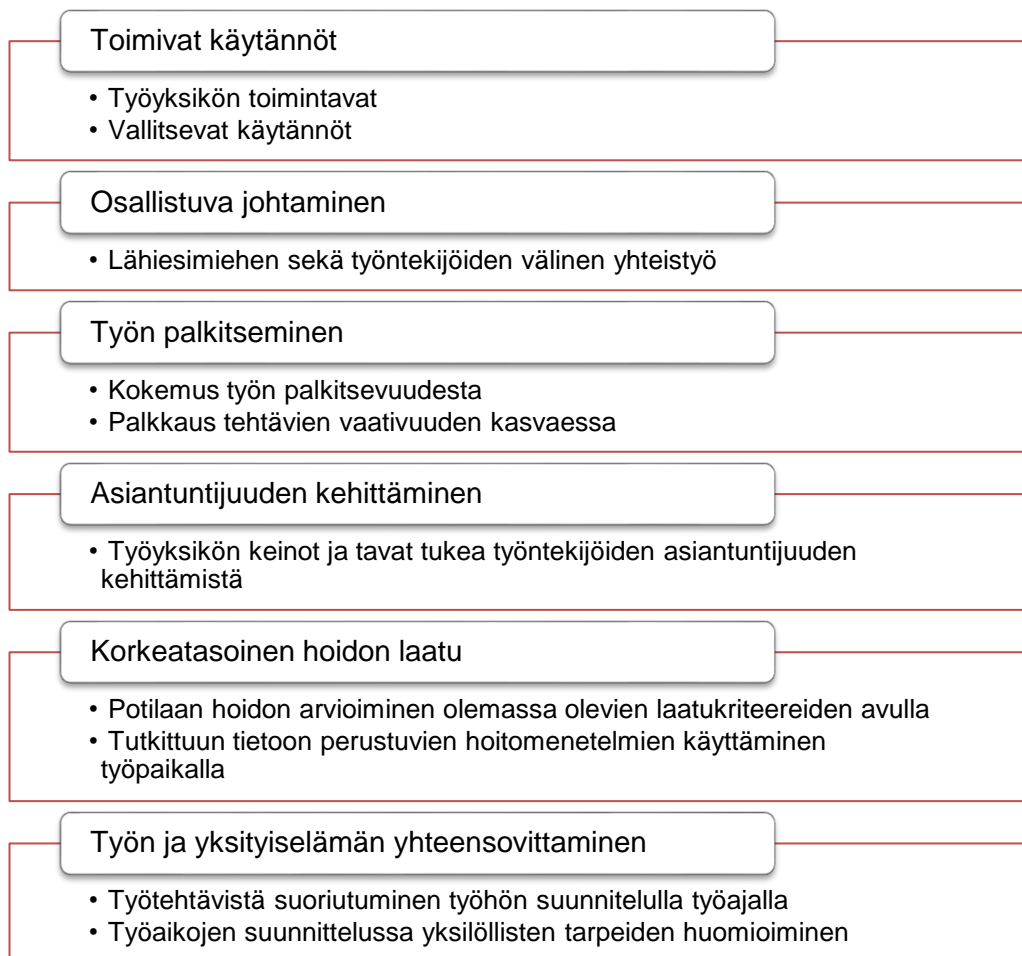 Toimivat käytännöt
• Työyksikön toimintavat
• Vallitsevat käytännöt
Osallistuva johtaminen
• Lähiesimiehen sekä työntekijöiden välinen yhteistyö
Työn palkitseminen
• Kokemus työn palkitsevuudesta
• Palkkaus tehtävien vaativuuden kasvaessa
Asiantuntijuuden kehittäminen
• Työyksikön keinot ja tavat tukea työntekijöiden asiantuntijuuden
kehittämistä
Korkeatasoinen hoidon laatu
• Potilaan hoidon arvioiminen olemassa olevien laatukriteereiden avulla
• Tutkittuun tietoon perustuvien hoitomenetelmien käyttäminen
työpaikalla
Työn ja yksityiselämän yhteensovittaminen
• Työtehtävistä suoriutuminen työhön suunnitelulla työajalla
• Työaikojen suunnittelussa yksilöllisten tarpeiden huomioiminen